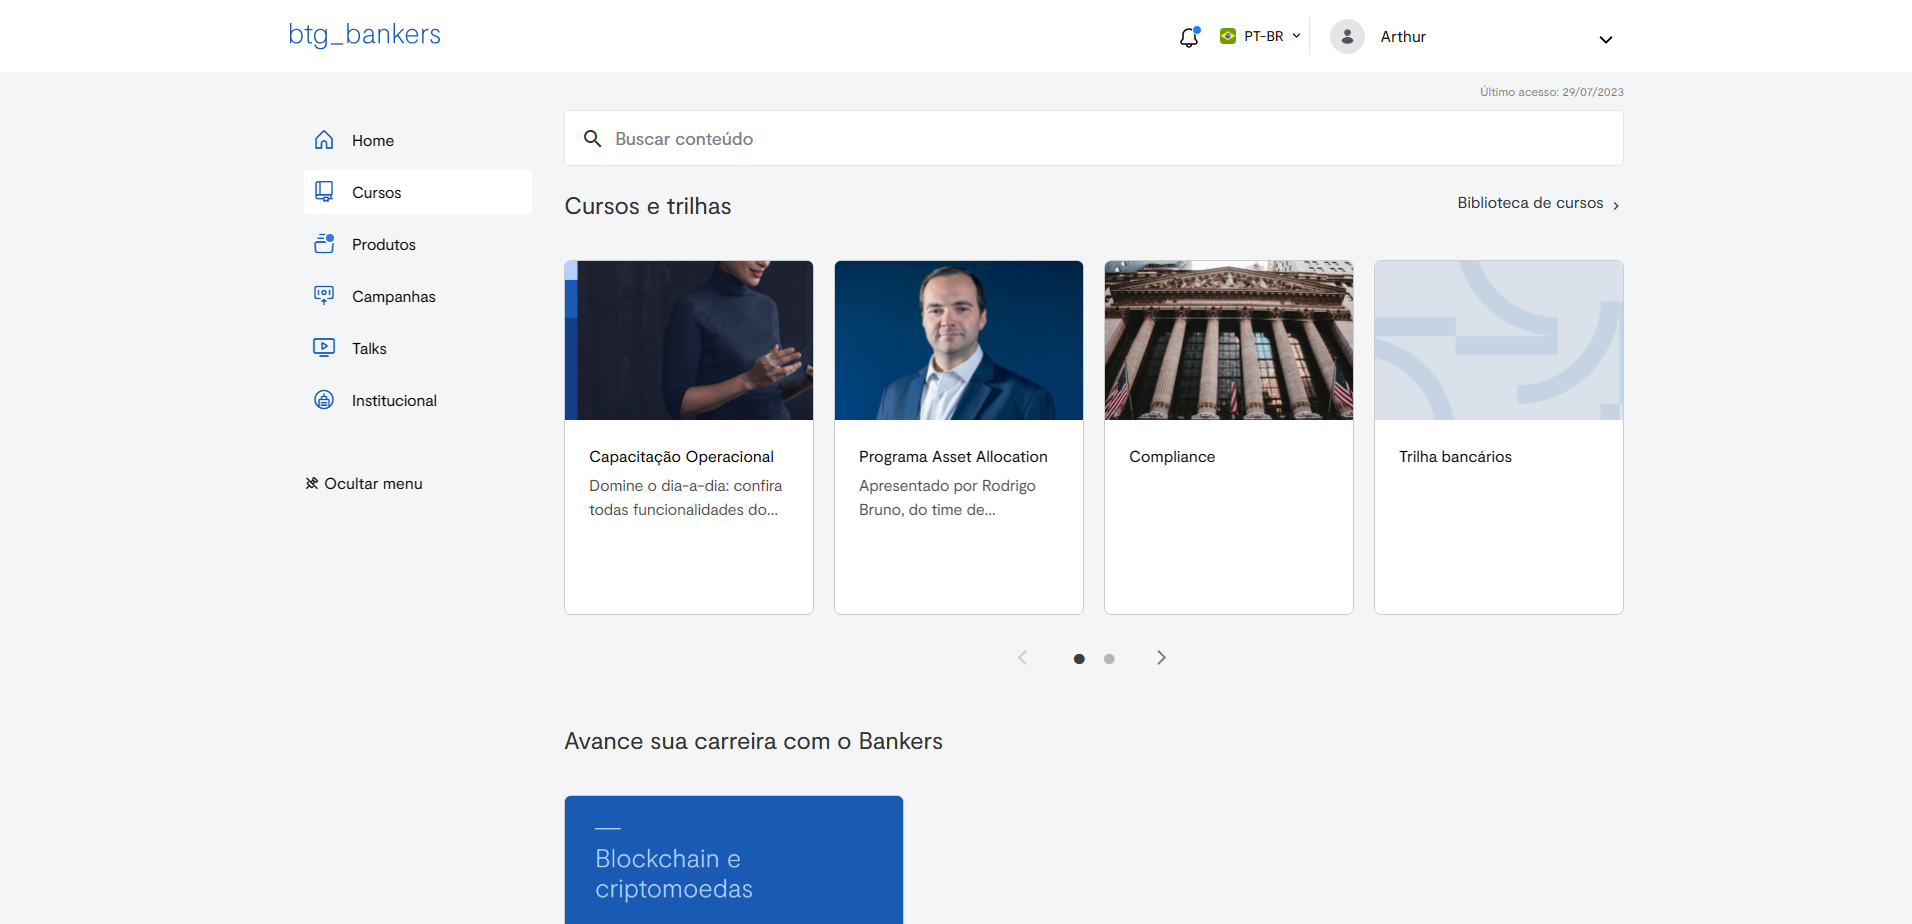 btg_bankers
PT-BR
Arthur
Último acesso: 29/07/2023
Home
Cursos
Produtos
Campanhas
Talks
Institucional
Ocultar menu
Buscar conteúdo
Cursos e trilhas
Biblioteca de cursos
Capacitação Operacional
Domine o dia-a-dia: confira
todas funcionalidades do...
Programa Asset Allocation
Apresentado por Rodrigo
Bruno, do time de...
Compliance
Trilha bancários
Avance sua carreira com o Bankers
Blockchain e
criptomoedas